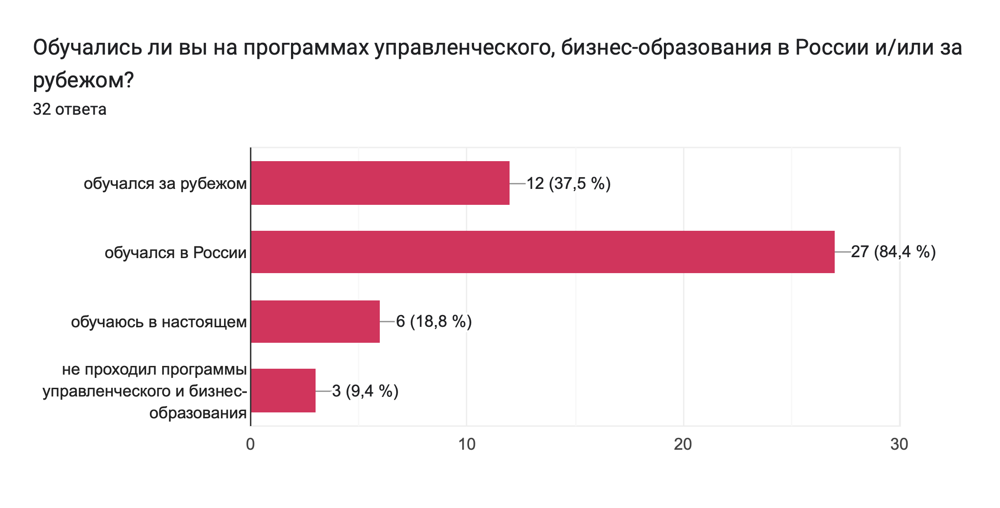 Обучались ли вы на программах управленческого, бизнес-образования в России и/или за
рубежом?
32 ответа
обучался за рубежом
12 (37,5 %)
обучался в России
27 (84,4 %)
обучаюсь в настоящем
6 (18,8 %)
не проходил программы
управленческого и бизнес-
образования
3 (9,4 %)
0
10
20
30